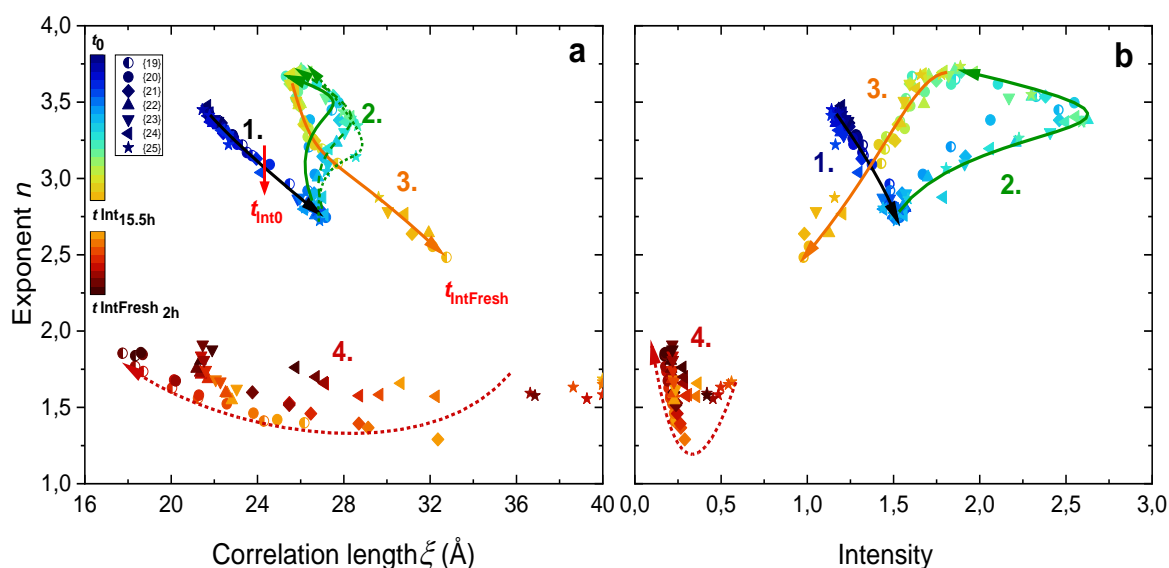 4,0
3,5
3,0
2,5
2,0
1,5
1,0
Exponent n
t0
{19}
{20}
{21}
{22}
{23}
{24}
{25}
t Int15.5h
t IntFresh 2h
a
1.
2.
3.
4.
tInt0
tIntFresh
16 20 24 28 32 36 40
Correlation length ξ (Å)
b
1.
2.
3.
4.
0,0 0,5 1,0 1,5 2,0 2,5 3,0
Intensity